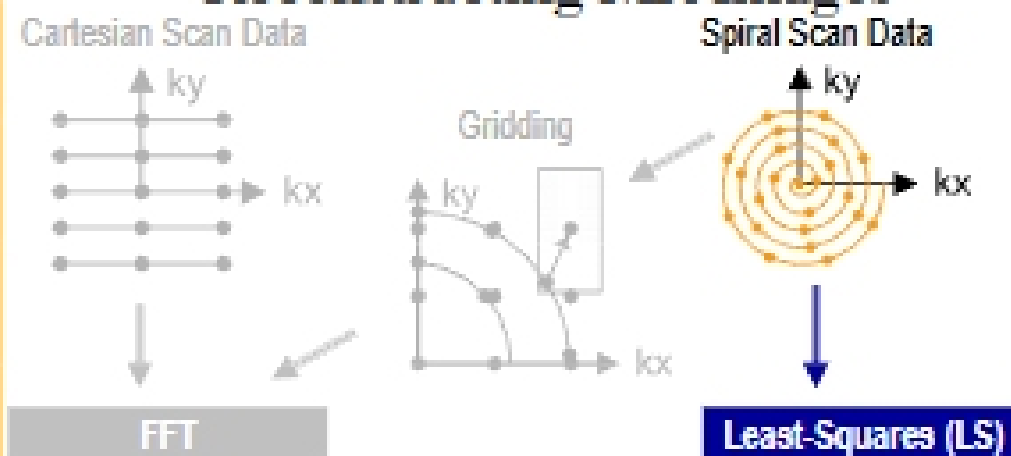 Cartesian Scan Data
Spiral Scan Data
ky
ky
Gridding
kx
ky
kx
kx
FFT
Least-Squares (LS)